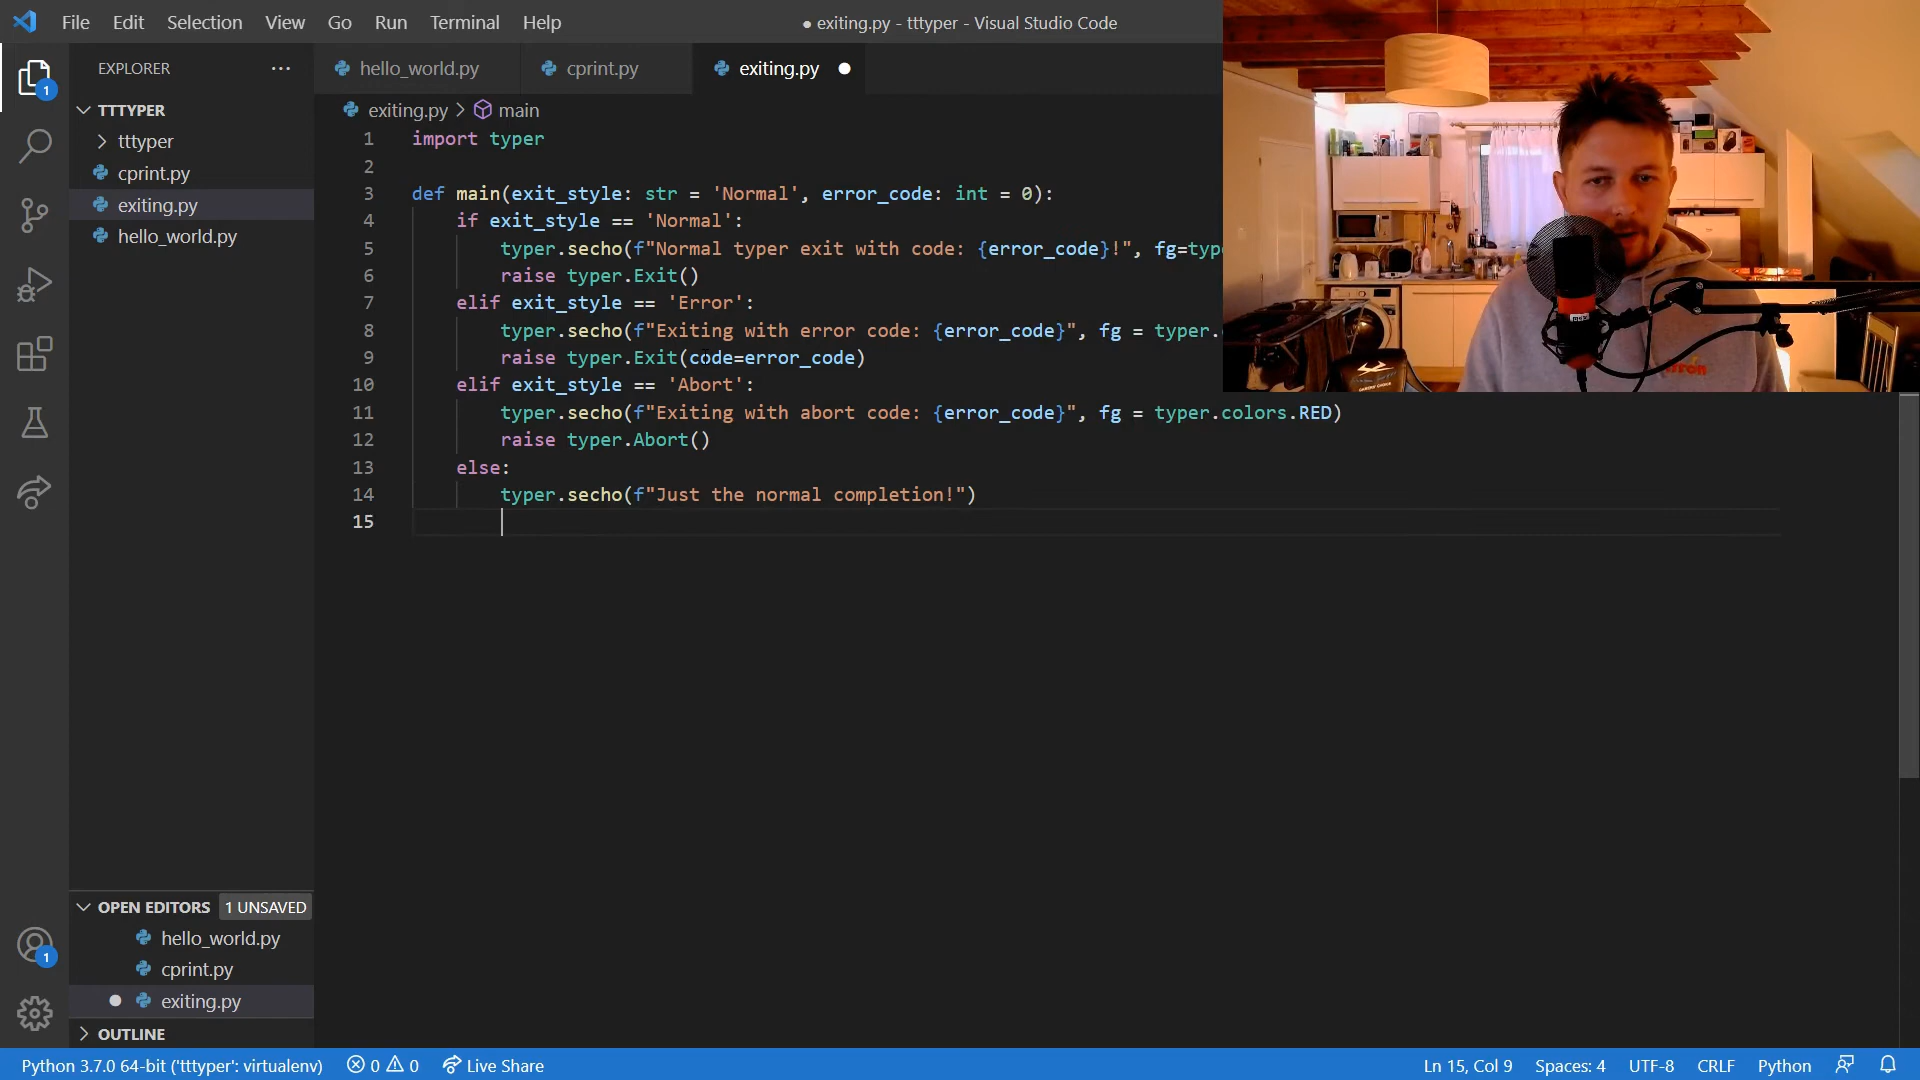 File Edit Selection View Go Run Terminal Help
● exiting.py - tttyper - Visual Studio Code
EXPLORER ...
hello_world.py cprint.py exiting.py
TTTYPER
tttyper
cprint.py
exiting.py
hello_world.py
exiting.py > main
1 import typer
2
3 def main(exit_style: str = 'Normal', error_code: int = 0):
4 if exit_style == 'Normal':
5 typer.secho(f"Normal typer exit with code: {error_code}!", fg=type
6 raise typer.Exit()
7 elif exit_style == 'Error':
8 typer.secho(f"Exiting with error code: {error_code}", fg = typer.
9 raise typer.Exit(code=error_code)
10 elif exit_style == 'Abort':
11 typer.secho(f"Exiting with abort code: {error_code}", fg = typer.colors.RED)
12 raise typer.Abort()
13 else:
14 typer.secho(f"Just the normal completion!")
15
1
OPEN EDITORS 1 UNSAVED
hello_world.py
cprint.py
exiting.py
1
OUTLINE
Python 3.7.0 64-bit ('tttyper': virtualenv) 0 0 Live Share Ln 15, Col 9 Spaces: 4 UTF-8 CRLF Python